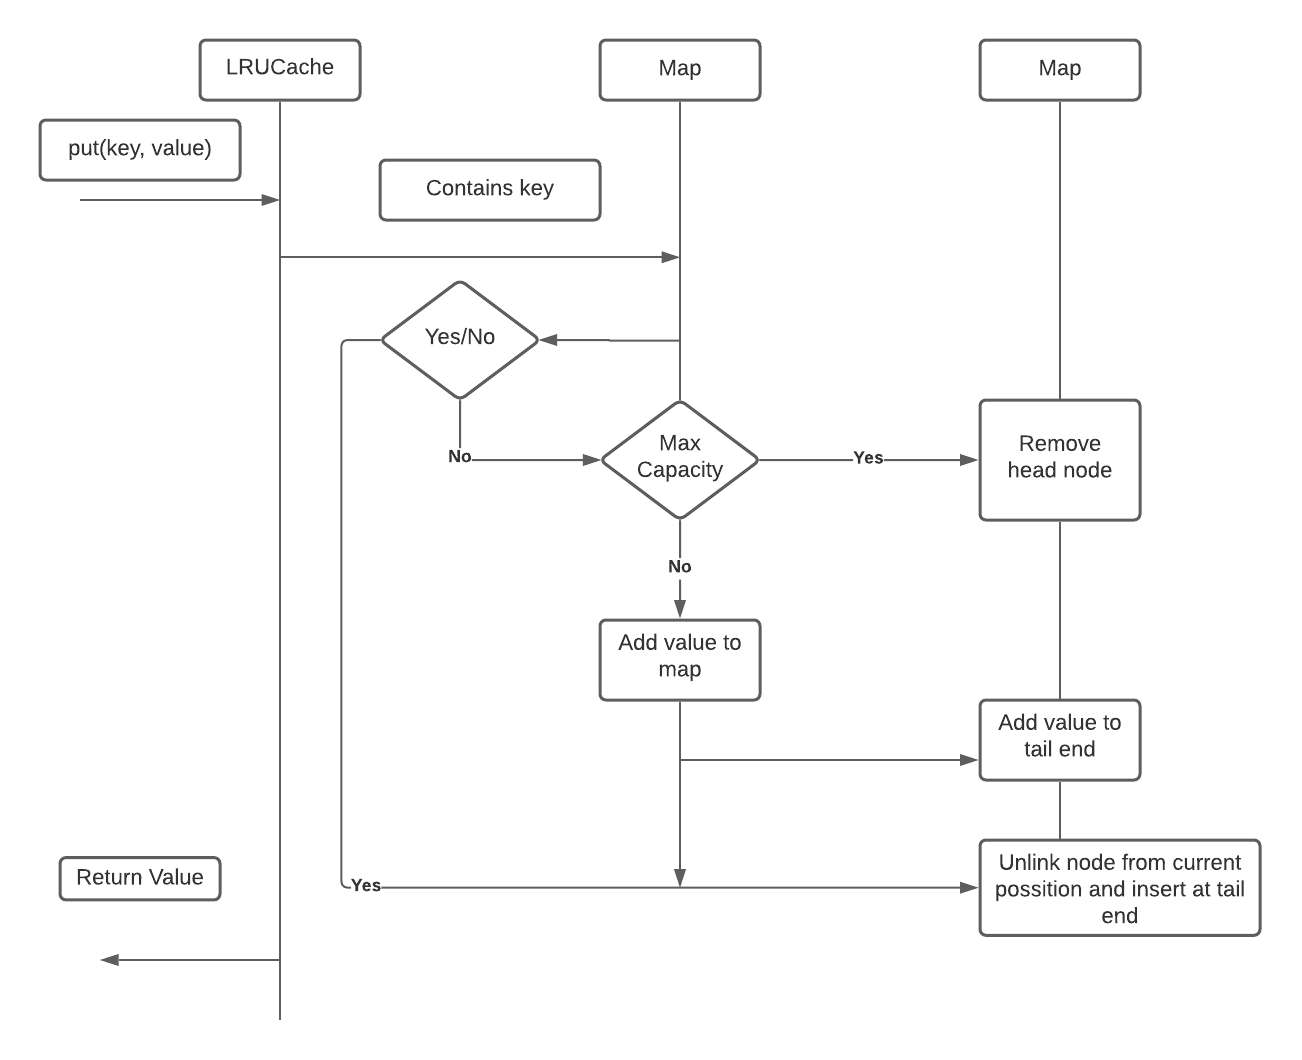 LRUCache
Map
Map
put(key, value)
Contains key
Yes/No
No
Max
Capacity
Yes
Remove
head node
No
Add value to
map
Add value to
tail end
Return Value
Yes
Unlink node from current
possition and insert at tail
end